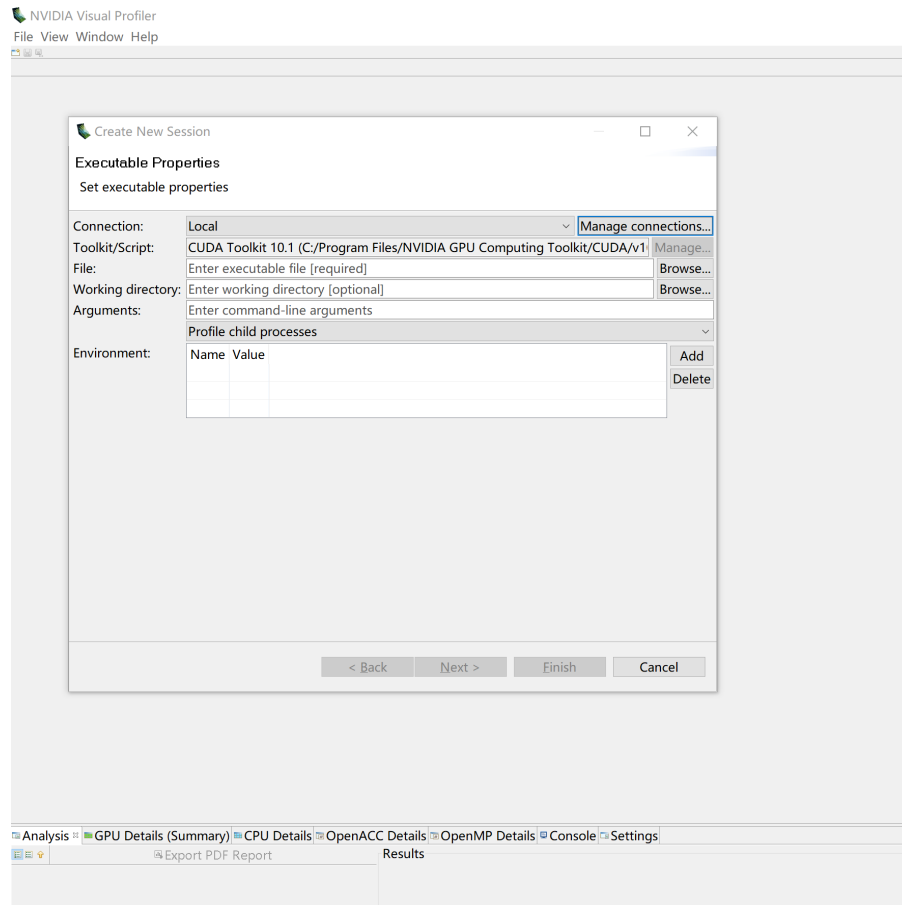 NVIDIA Visual Profiler
File View Window Help
Create New Session
Executable Properties
Set executable properties
Connection: Local Manage connections...
Toolkit/Script: CUDA Toolkit 10.1 (C:/Program Files/NVIDIA GPU Computing Toolkit/CUDA/v1 Manage...
File: Enter executable file [required] Browse...
Working directory: Enter working directory [optional] Browse...
Arguments: Enter command-line arguments
Profile child processes
Environment: Name Value Add
Delete
< Back Next > Finish Cancel
Analysis GPU Details (Summary) CPU Details OpenACC Details OpenMP Details Console Settings
Export PDF Report Results